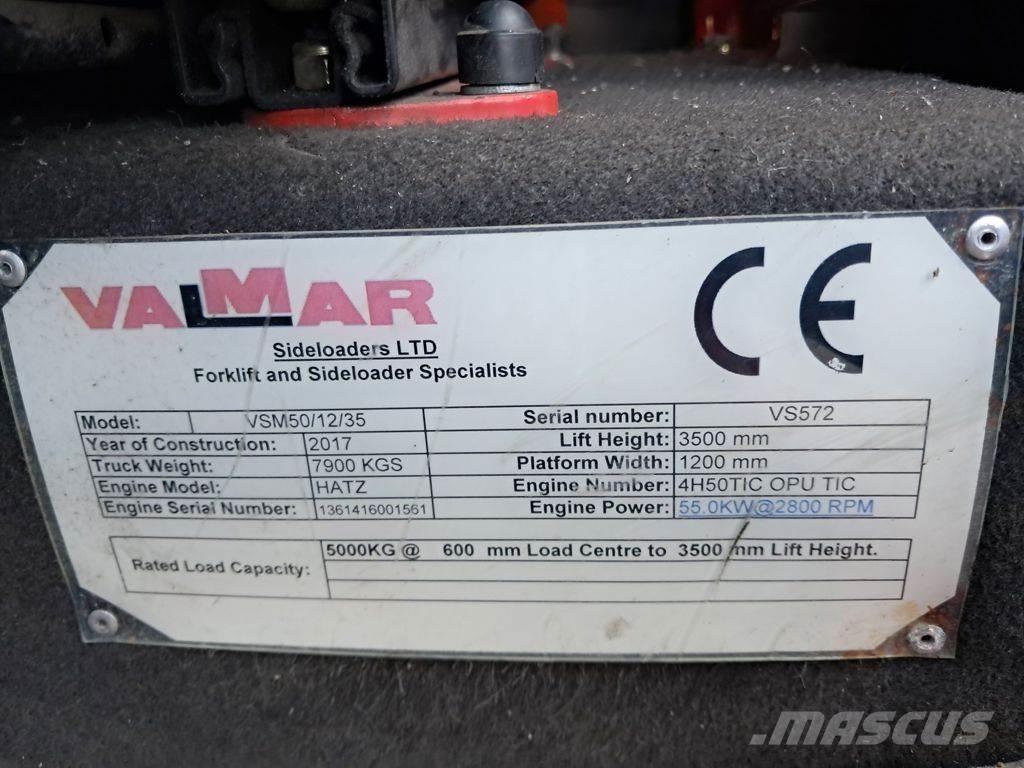 VALMAR
CE
Sideloaders LTD
Forklift and Sideloader Specialists
Model: VSM50/12/35 Serial number: VS572
Year of Construction: 2017 Lift Height: 3500 mm
Truck Weight: 7900 KGS Platform Width: 1200 mm
Engine Model: HATZ Engine Number: 4H50TIC OPU TIC
Engine Serial Number: 1361416001561 Engine Power: 55.0KW@2800 RPM
Rated Load Capacity: 5000KG @ 600 mm Load Centre to 3500 mm Lift Height.
MASCUS